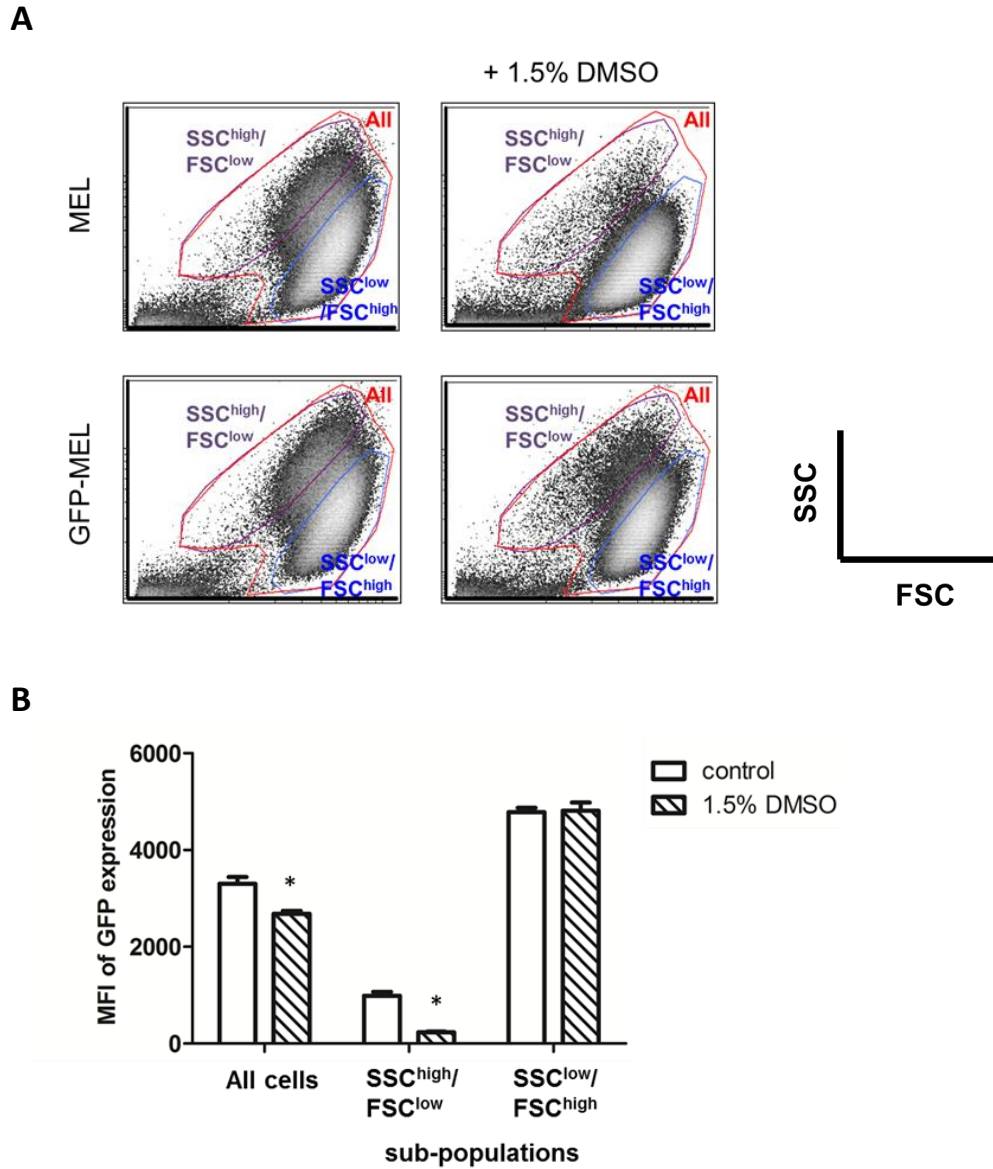 A
+ 1.5% DMSO
MEL
SSChigh/
FSClow
All
SSClow
/FSChigh
SSChigh/
FSClow
All
SSClow/
FSChigh
GFP-MEL
SSChigh/
FSClow
All
SSClow/
FSChigh
SSChigh/
FSClow
All
SSClow/
FSChigh
SSC
FSC
B
MFI of GFP expression
6000
4000
2000
0
*
*
control
1.5% DMSO
All cells
SSChigh/
FSClow
SSClow/
FSChigh
sub-populations